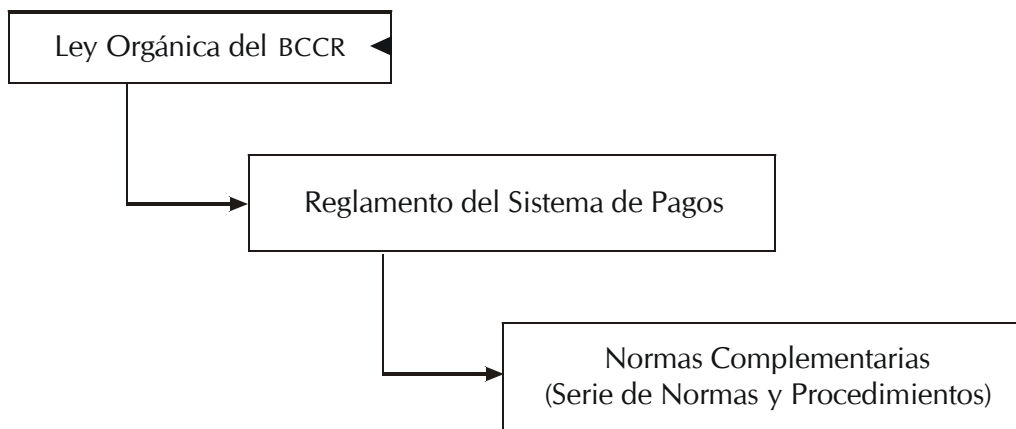 Ley Orgánica del BCCR
Reglamento del Sistema de Pagos
Normas Complementarias
(Serie de Normas y Procedimientos)